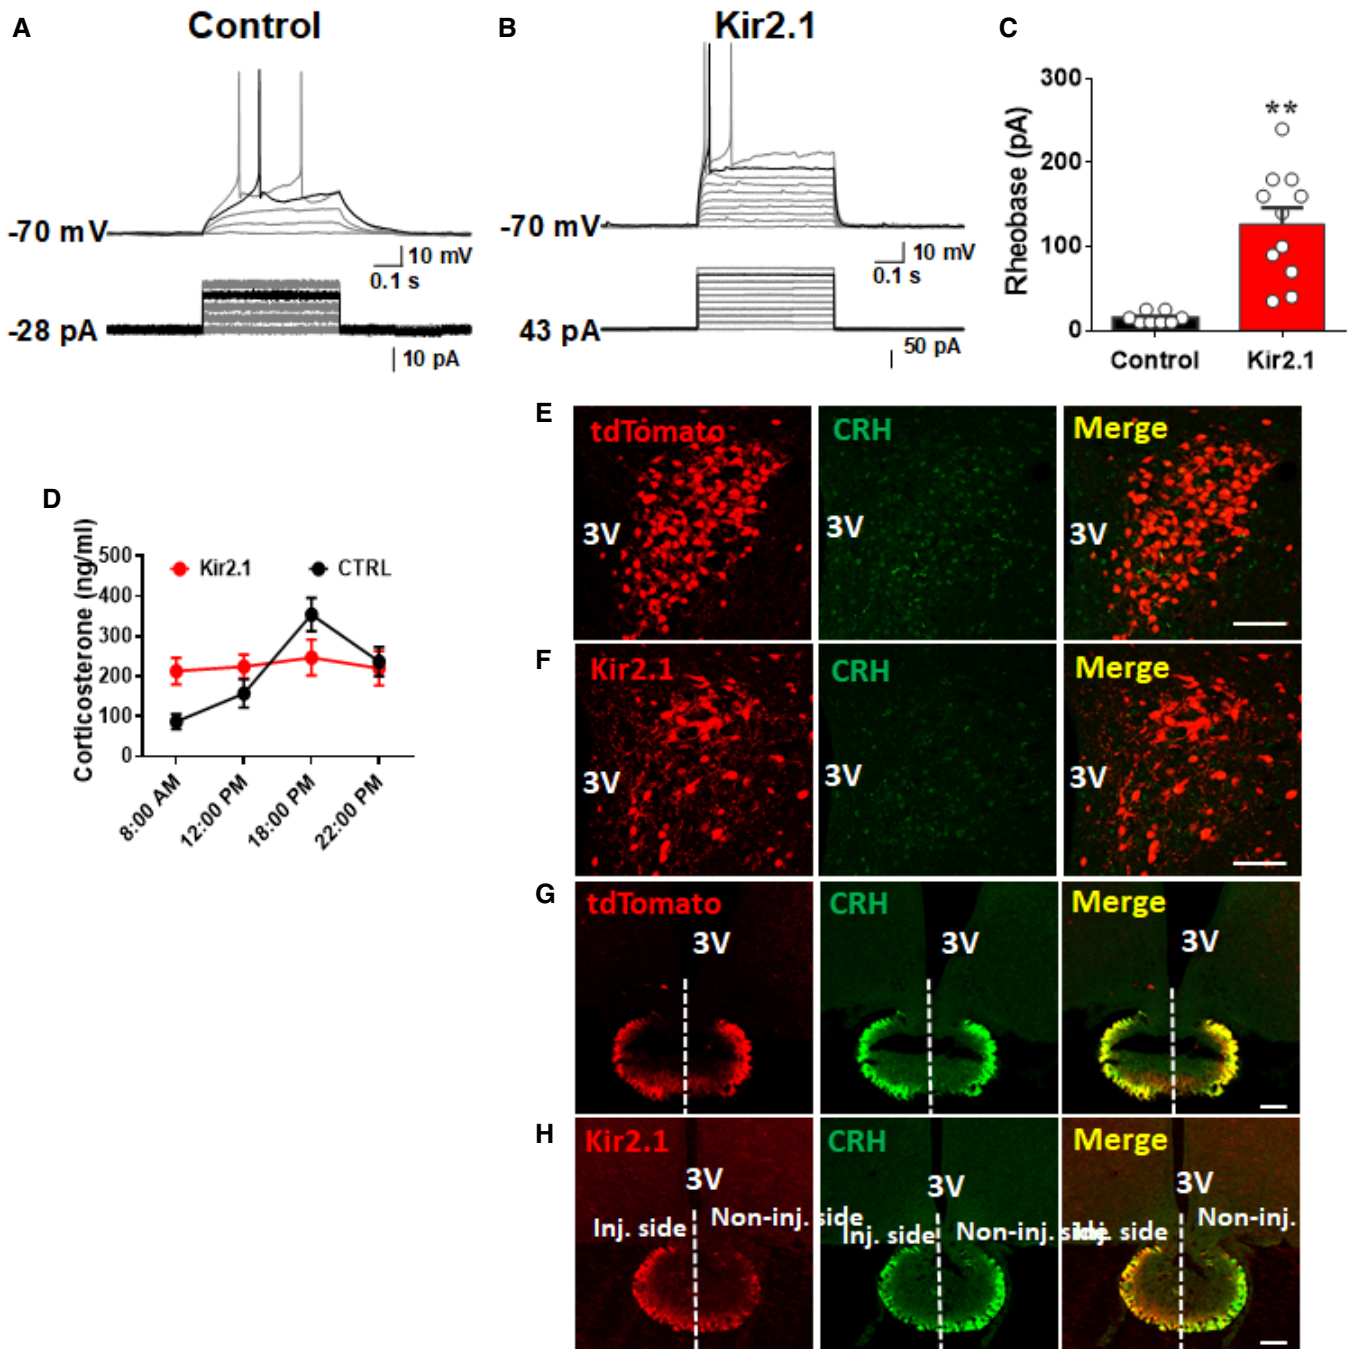 A
Control
-70 mV
10 mV
0.1 s
-28 pA
10 pA
B
Kir2.1
-70 mV
10 mV
0.1 s
43 pA
50 pA
C
Rheobase (pA)
300
200
100
0
**
Control
Kir2.1
D
Corticosterone (ng/ml)
500
400
300
200
100
0
Kir2.1
CTRL
8:00 AM
12:00 PM
18:00 PM
22:00 PM
E
tdTomato
3V
CRH
3V
Merge
3V
F
Kir2.1
3V
CRH
3V
Merge
3V
G
tdTomato
3V
CRH
3V
Merge
3V
H
Kir2.1
3V
Inj. side
Non-inj. side
CRH
3V
Inj. side
Non-inj. side
Merge
3V
Inj. side
Non-inj.